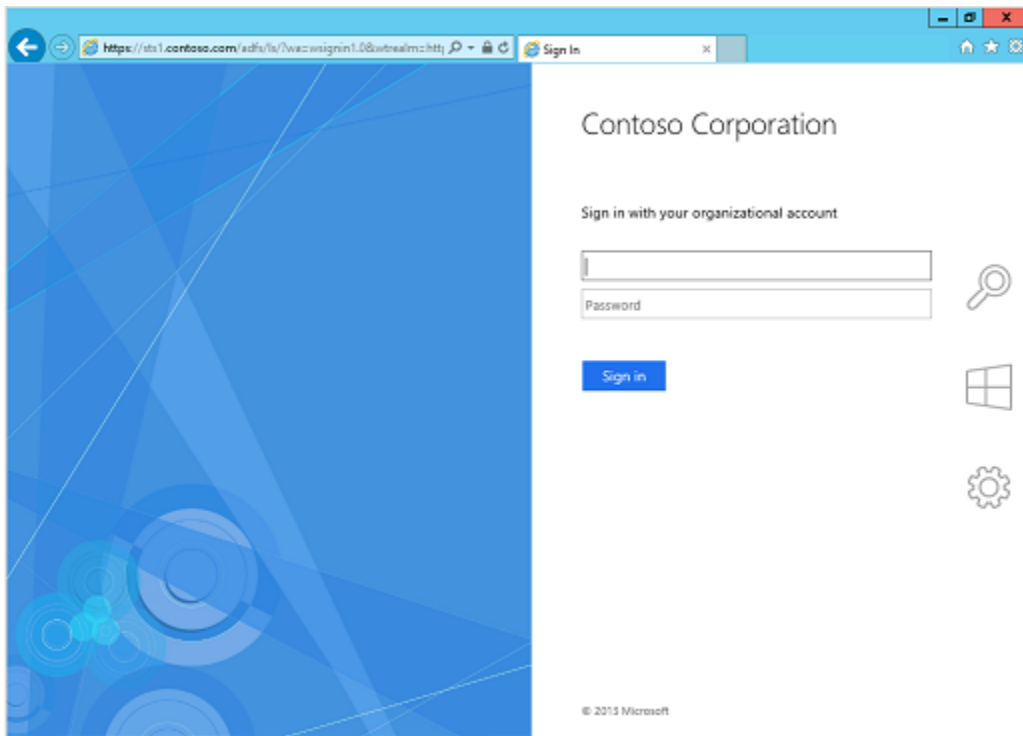 https://sts1.contoso.com/adfs/ls/?wa=wsignin1.0&wtrealm=htt
Sign In
Contoso Corporation
Sign in with your organizational account
Password
Sign in
© 2013 Microsoft